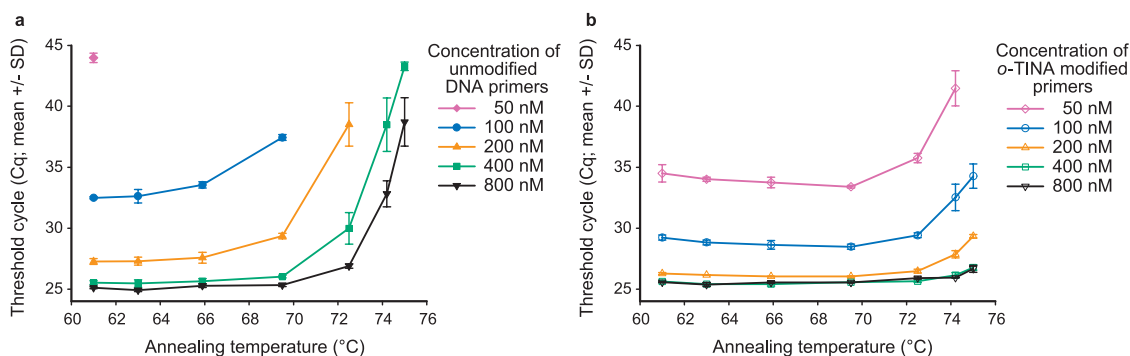 a
Threshold cycle (Cq; mean +/- SD)
45
40
35
30
25
60 62 64 66 68 70 72 74 76
Annealing temperature (°C)
Concentration of
unmodified
DNA primers
50 nM
100 nM
200 nM
400 nM
800 nM
b
Threshold cycle (Cq; mean +/- SD)
45
40
35
30
25
60 62 64 66 68 70 72 74 76
Annealing temperature (°C)
Concentration of
o-TINA modified
primers
50 nM
100 nM
200 nM
400 nM
800 nM